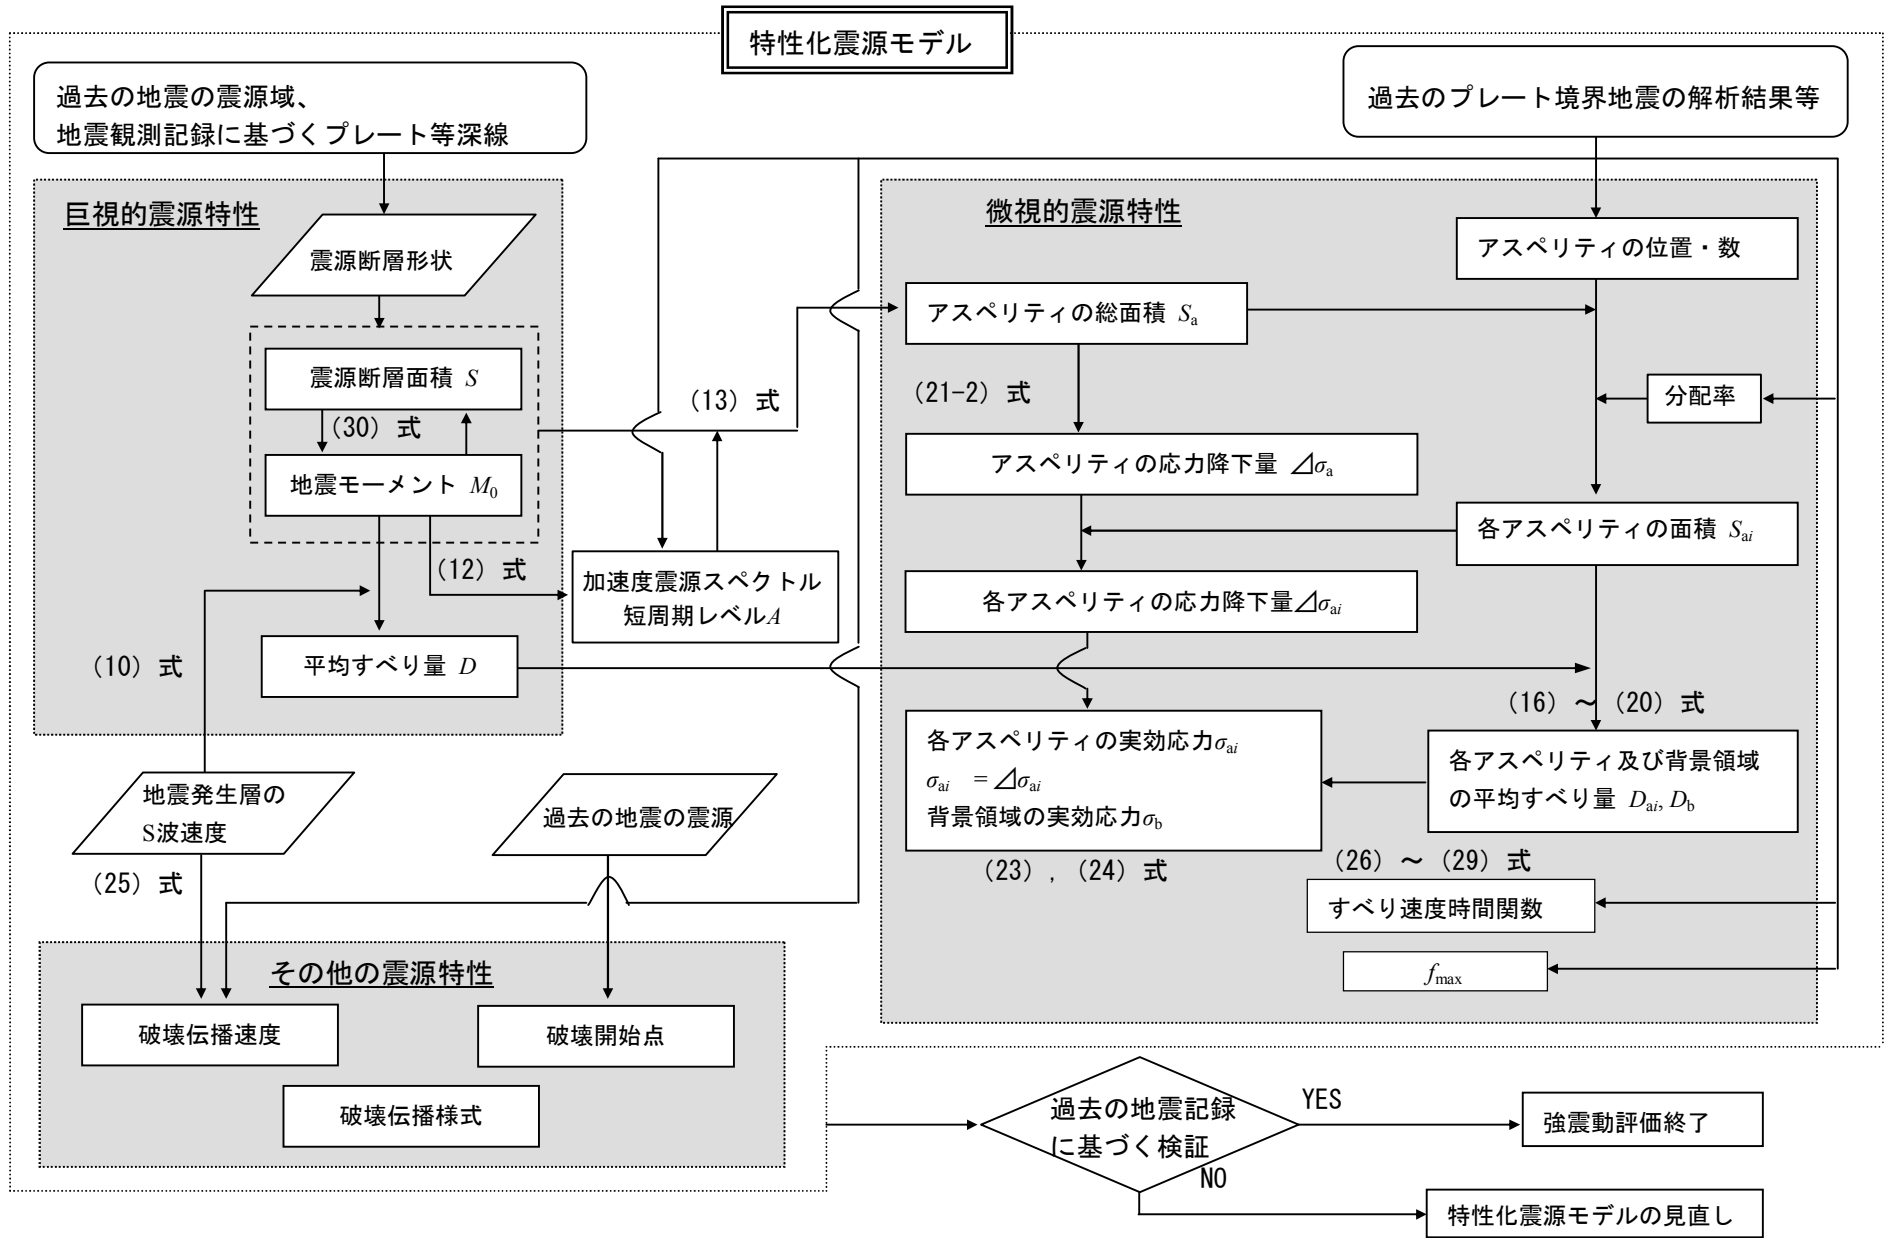 特性化震源モデル
過去の地震の震源域、
地震観測記録に基づくプレート等深線
過去のプレート境界地震の解析結果等
巨視的震源特性
震源断層形状
震源断層面積 S
(30) 式
地震モーメント M0
(12) 式
(10) 式
平均すべり量 D
(13) 式
加速度震源スペクトル
短周期レベルA
微視的震源特性
アスペリティの位置・数
アスペリティの総面積 Sa
(21-2) 式
分配率
アスペリティの応力降下量 ⊿σa
各アスペリティの面積 Sai
各アスペリティの応力降下量⊿σai
(16) ～ (20) 式
各アスペリティの実効応力σai
σai = ⊿σai
背景領域の実効応力σb
(23) , (24) 式
各アスペリティ及び背景領域
の平均すべり量 Dai, Db
(26) ～ (29) 式
すべり速度時間関数
fmax
地震発生層の
S波速度
(25) 式
過去の地震の震源
その他の震源特性
破壊伝播速度
破壊開始点
破壊伝播様式
過去の地震記録
に基づく検証
YES
強震動評価終了
NO
特性化震源モデルの見直し